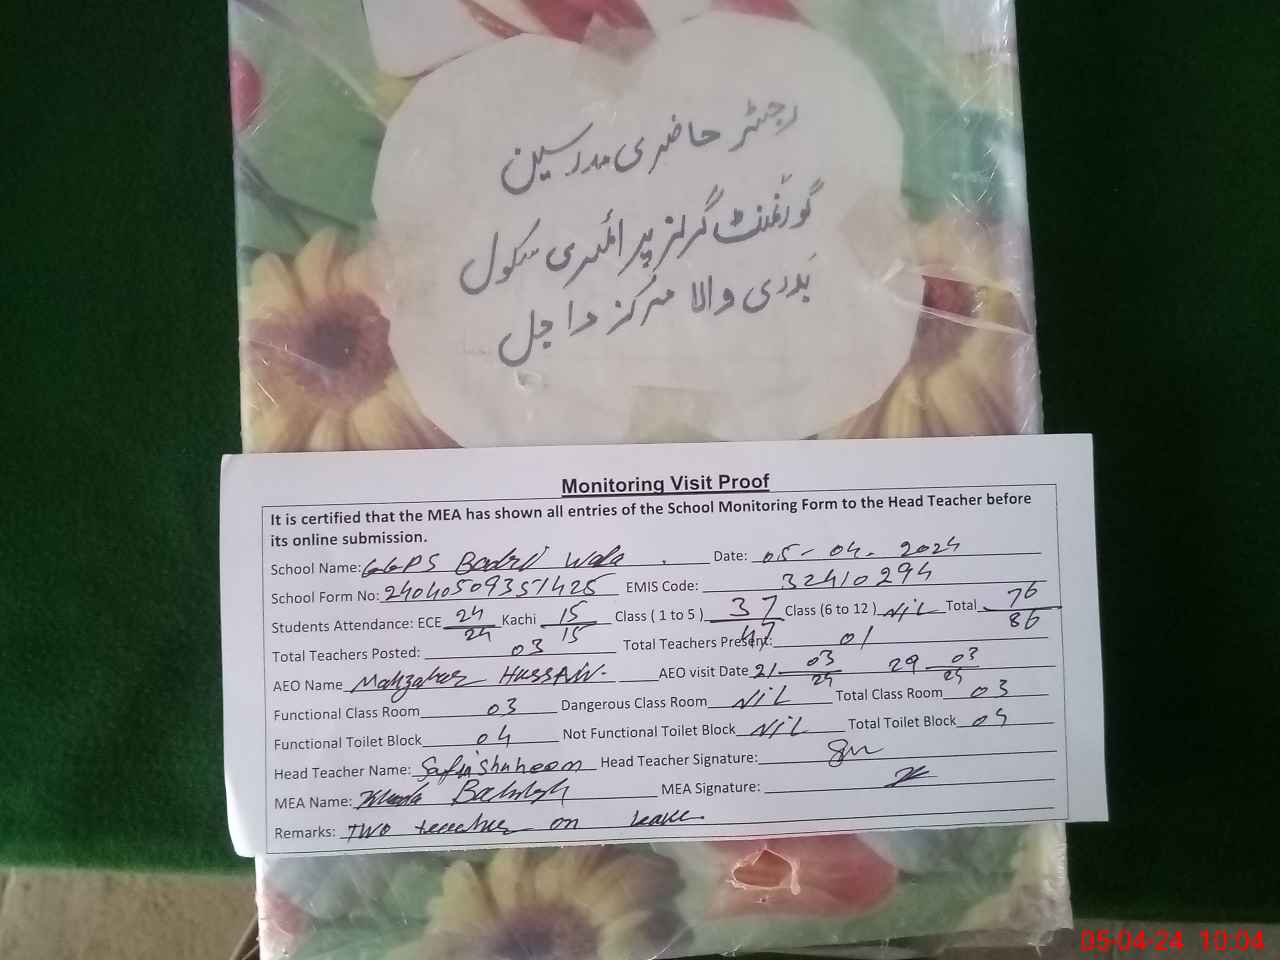 رجسٹر حاضری مدرسین
گورنمنٹ گرلز پرائمری سکول
بدری والا مرکز داجل
Monitoring Visit Proof
It is certified that the MEA has shown all entries of the School Monitoring Form to the Head Teacher before
its online submission.
School Name: GGPS Badri Wala Date: 05-04-2024
School Form No: 24040509351425 EMIS Code: 32410294
Students Attendance: ECE 24/24 Kachi 15/15 Class ( 1 to 5 ) 37/47 Class (6 to 12 ) NiL Total 76/86
Total Teachers Posted: 03 Total Teachers Present: 01
AEO Name HUSSAIN AEO visit Date 21-03/24 29-03/24
Functional Class Room 03 Dangerous Class Room NiL Total Class Room 03
Functional Toilet Block 04 Not Functional Toilet Block NiL Total Toilet Block 04
Head Teacher Name: Head Teacher Signature:
MEA Name: MEA Signature:
Remarks: TWO teacher on leave.
05-04-24 10:04